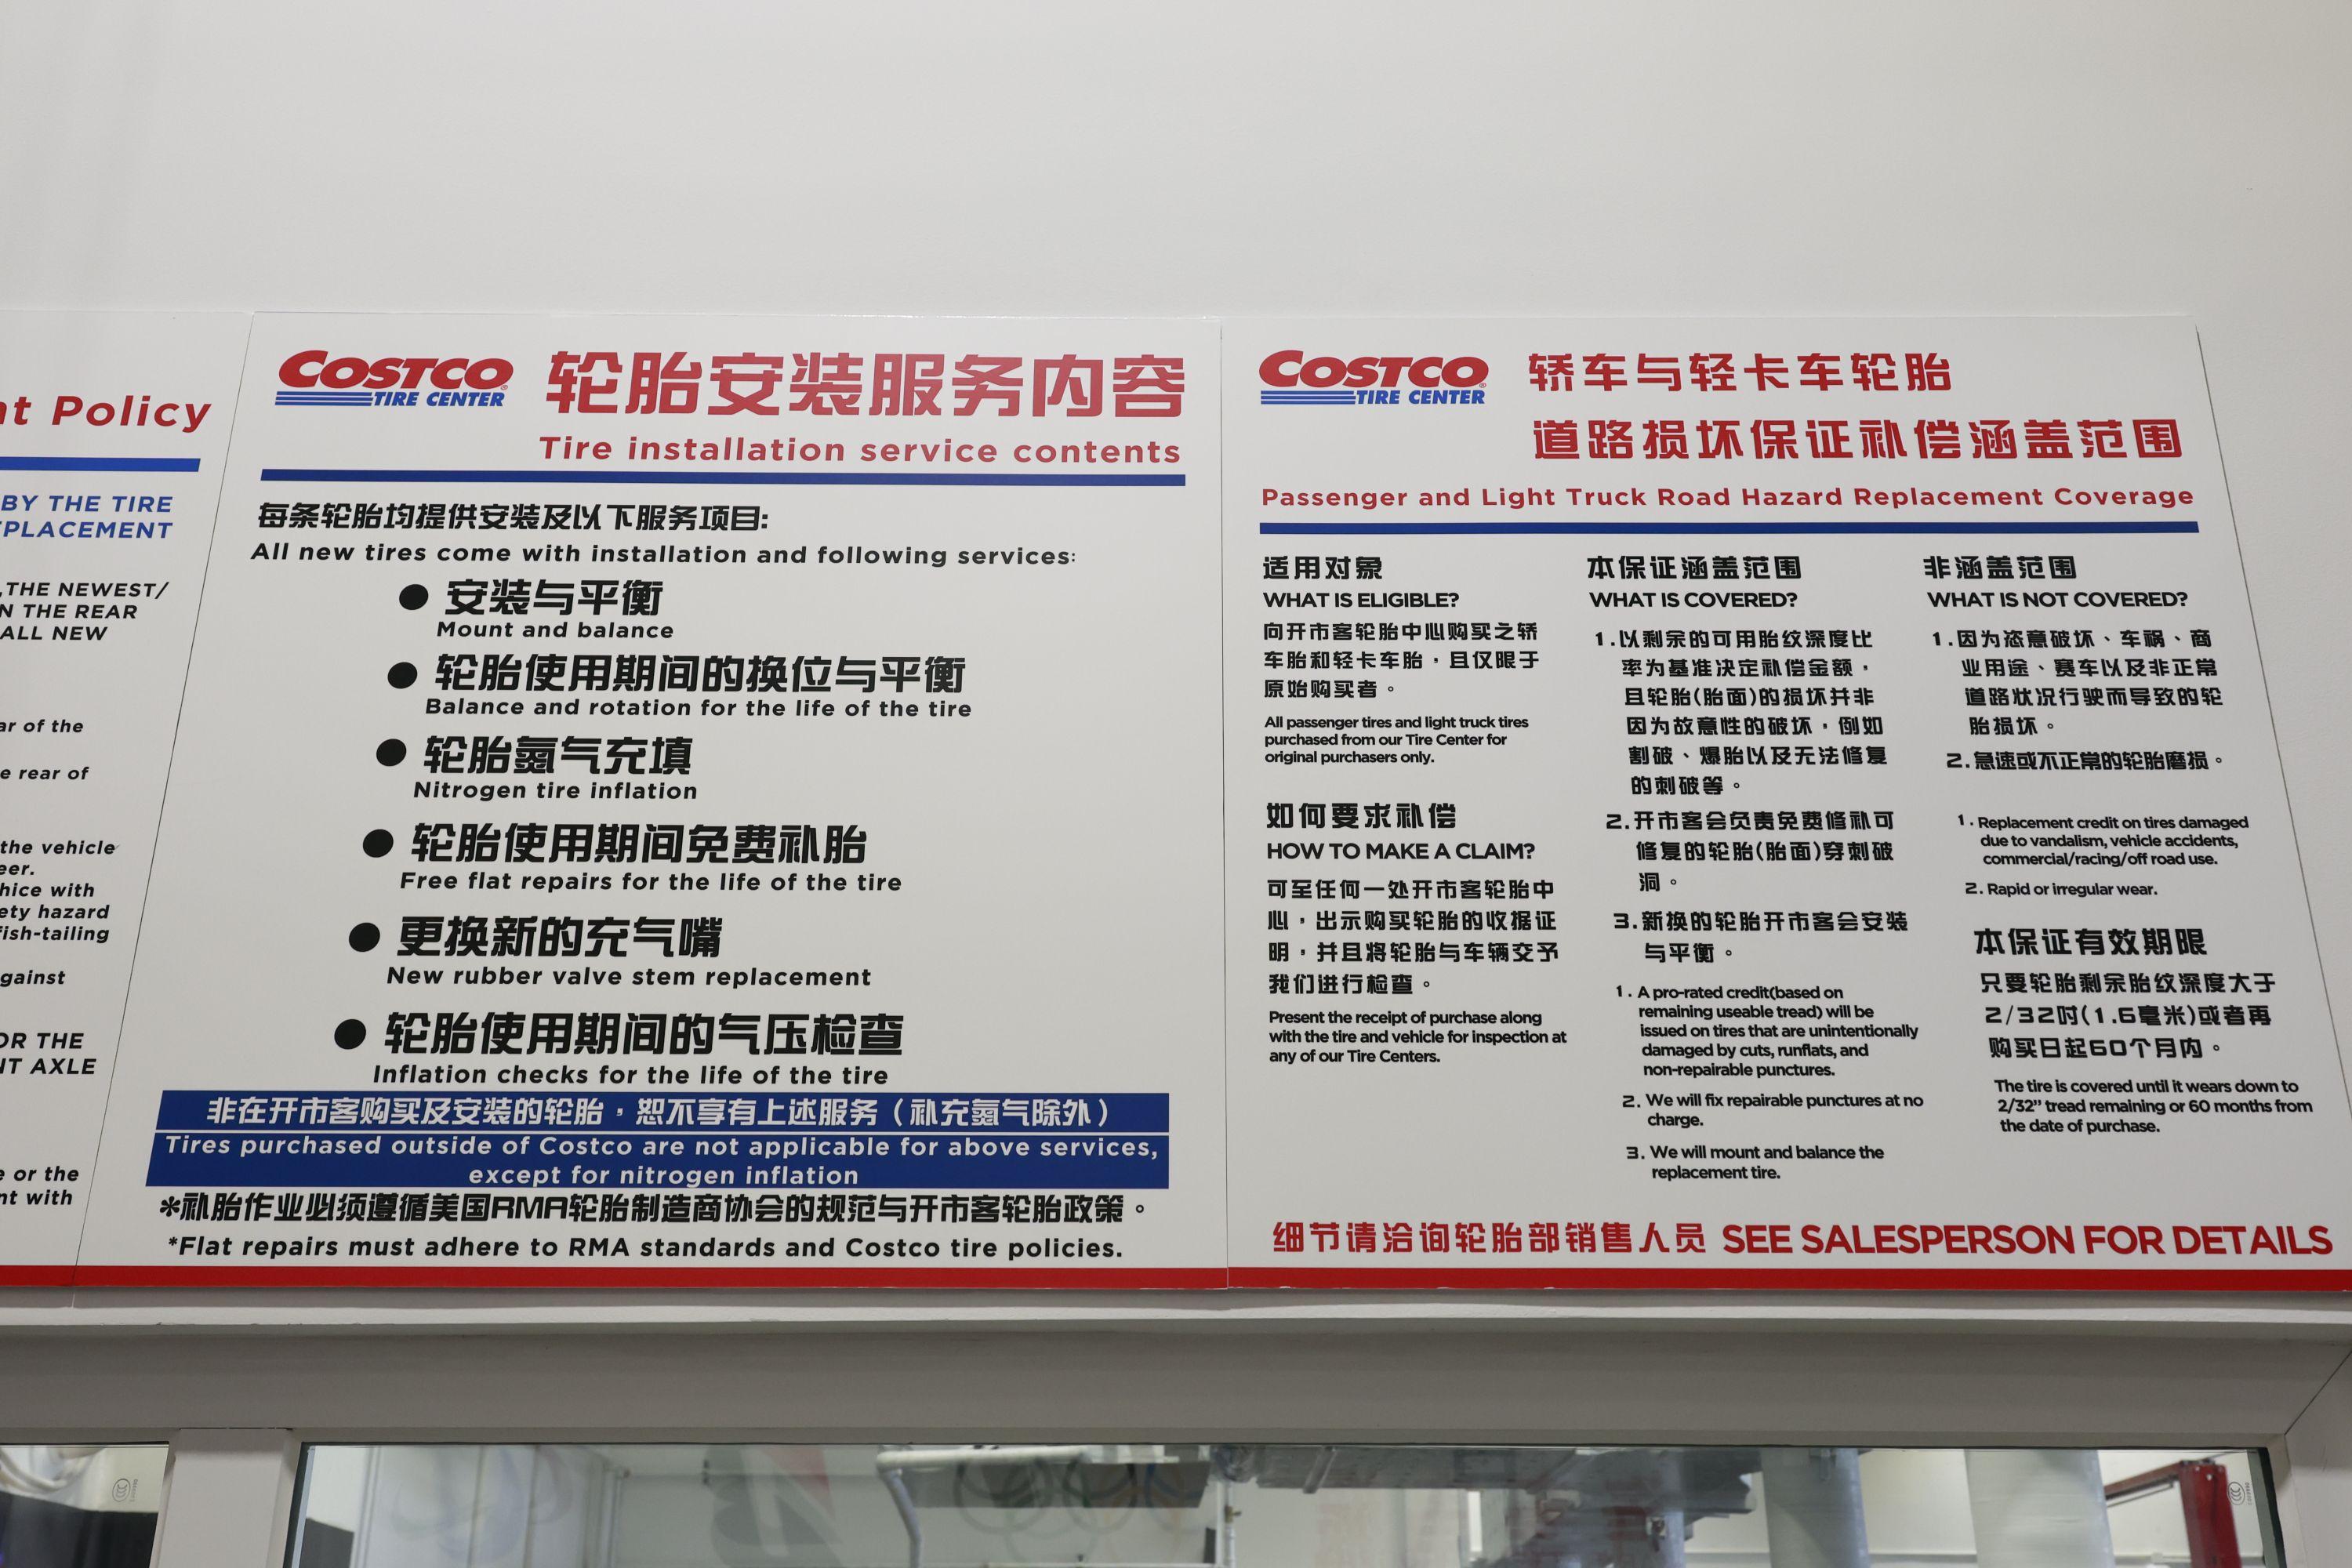 nt Policy
BY THE TIRE
PLACEMENT
,THE NEWEST/
N THE REAR
ALL NEW
ar of the
e rear of
the vehicle
eer.
hice with
ety hazard
fish-tailing
gainst
OR THE
NT AXLE
e or the
nt with
COSTCO
TIRE CENTER
轮胎安装服务内容
Tire installation service contents
每条轮胎均提供安装及以下服务项目:
All new tires come with installation and following services:
● 安装与平衡
Mount and balance
● 轮胎使用期间的换位与平衡
Balance and rotation for the life of the tire
● 轮胎氮气充填
Nitrogen tire inflation
● 轮胎使用期间免费补胎
Free flat repairs for the life of the tire
● 更换新的充气嘴
New rubber valve stem replacement
● 轮胎使用期间的气压检查
Inflation checks for the life of the tire
非在开市客购买及安装的轮胎，恕不享有上述服务（补充氮气除外）
Tires purchased outside of Costco are not applicable for above services,
except for nitrogen inflation
*补胎作业必须遵循美国RMA轮胎制造商协会的规范与开市客轮胎政策。
*Flat repairs must adhere to RMA standards and Costco tire policies.
COSTCO
TIRE CENTER
轿车与轻卡车轮胎
道路损坏保证补偿涵盖范围
Passenger and Light Truck Road Hazard Replacement Coverage
适用对象
WHAT IS ELIGIBLE?
向开市客轮胎中心购买之轿
车胎和轻卡车胎，且仅限于
原始购买者。
All passenger tires and light truck tires
purchased from our Tire Center for
original purchasers only.
如何要求补偿
HOW TO MAKE A CLAIM?
可至任何一处开市客轮胎中
心，出示购买轮胎的收据证
明，并且将轮胎与车辆交予
我们进行检查。
Present the receipt of purchase along
with the tire and vehicle for inspection at
any of our Tire Centers.
本保证涵盖范围
WHAT IS COVERED?
1.以剩余的可用胎纹深度比
率为基准决定补偿金额，
且轮胎(胎面)的损坏并非
因为故意性的破坏，例如
割破、爆胎以及无法修复
的刺破等。
2.开市客会负责免费修补可
修复的轮胎(胎面)穿刺破
洞。
3.新换的轮胎开市客会安装
与平衡。
1. A pro-rated credit(based on
remaining useable tread) will be
issued on tires that are unintentionally
damaged by cuts, runflats, and
non-repairable punctures.
2. We will fix repairable punctures at no
charge.
3. We will mount and balance the
replacement tire.
非涵盖范围
WHAT IS NOT COVERED?
1.因为恣意破坏、车祸、商
业用途、赛车以及非正常
道路状况行驶而导致的轮
胎损坏。
2.急速或不正常的轮胎磨损。
1. Replacement credit on tires damaged
due to vandalism, vehicle accidents,
commercial/racing/off road use.
2. Rapid or irregular wear.
本保证有效期限
只要轮胎剩余胎纹深度大于
2/32吋(1.6毫米)或者再
购买日起60个月内。
The tire is covered until it wears down to
2/32" tread remaining or 60 months from
the date of purchase.
细节请洽询轮胎部销售人员 SEE SALESPERSON FOR DETAILS